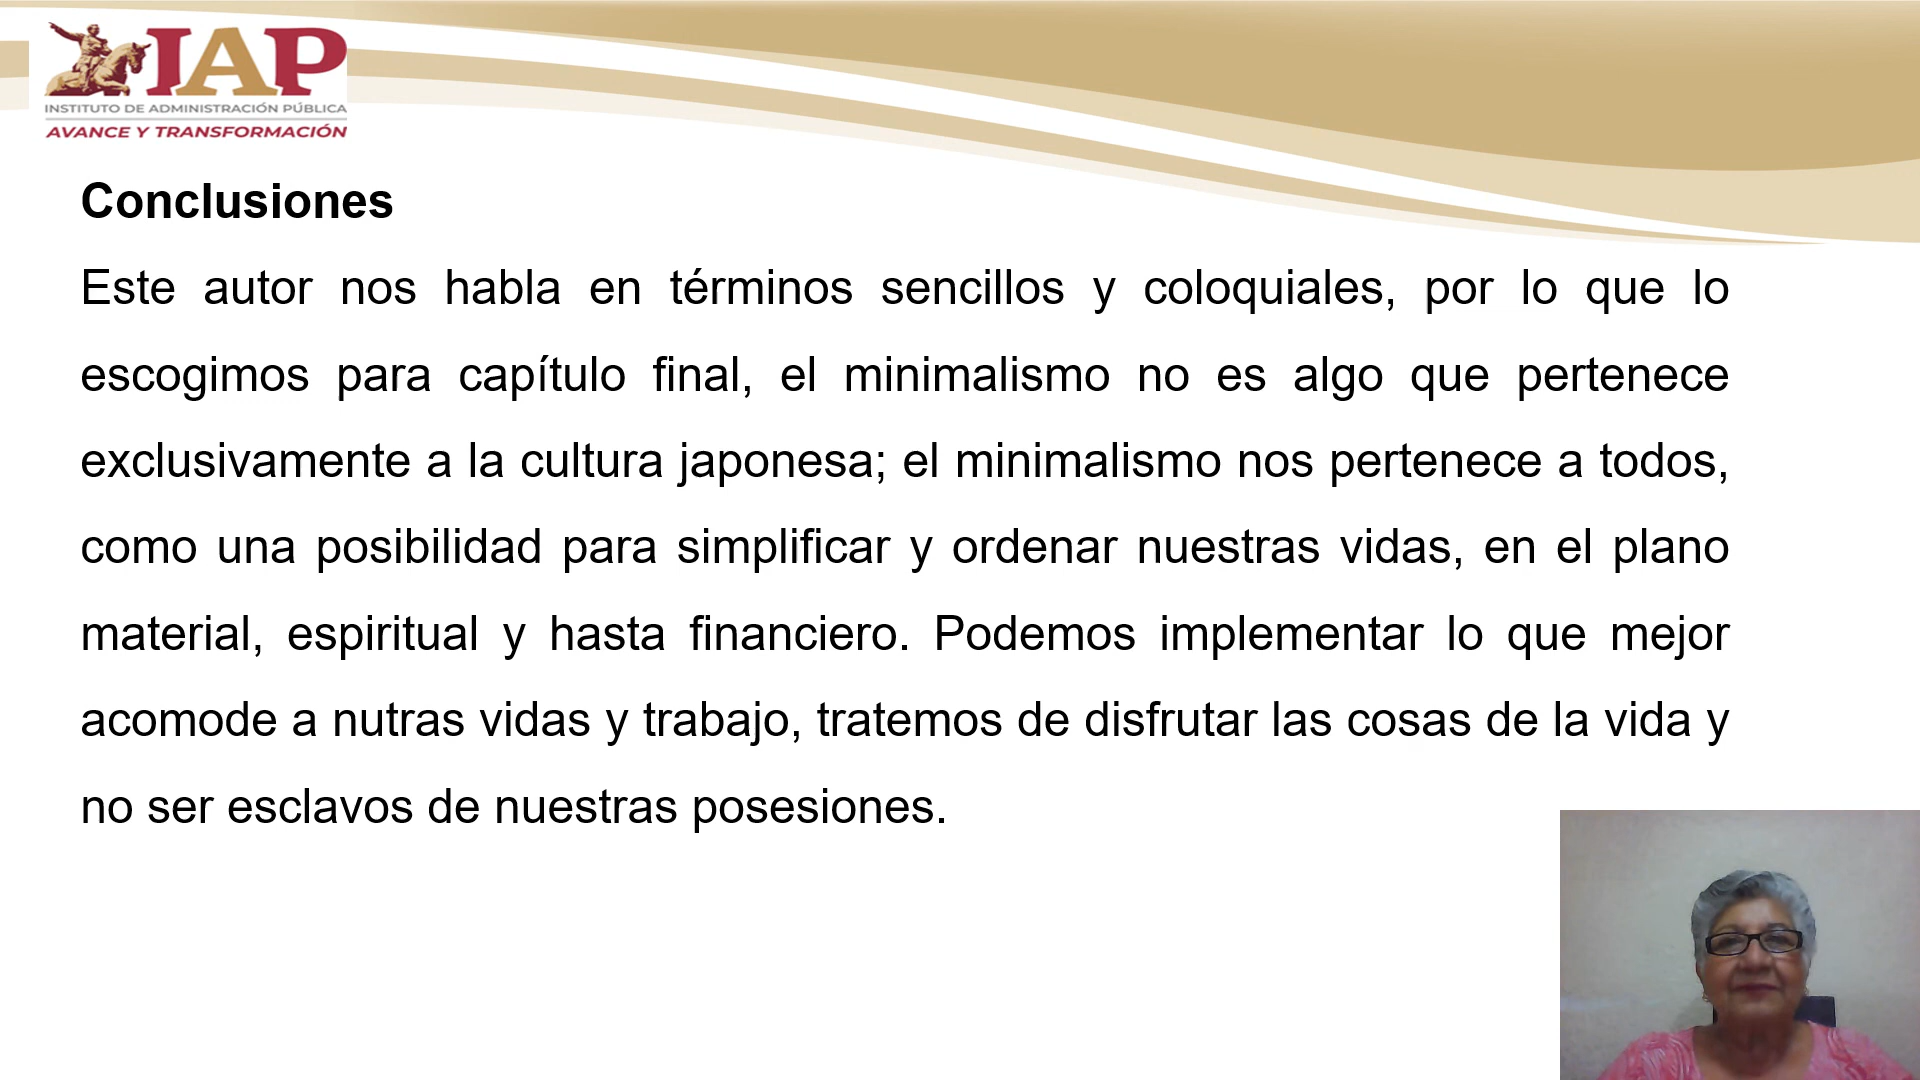 IAP
INSTITUTO DE ADMINISTRACIÓN PÚBLICA
AVANCE Y TRANSFORMACIÓN
Conclusiones
Este autor nos habla en términos sencillos y coloquiales, por lo que lo
escogimos para capítulo final, el minimalismo no es algo que pertenece
exclusivamente a la cultura japonesa; el minimalismo nos pertenece a todos,
como una posibilidad para simplificar y ordenar nuestras vidas, en el plano
material, espiritual y hasta financiero. Podemos implementar lo que mejor
acomode a nutras vidas y trabajo, tratemos de disfrutar las cosas de la vida y
no ser esclavos de nuestras posesiones.